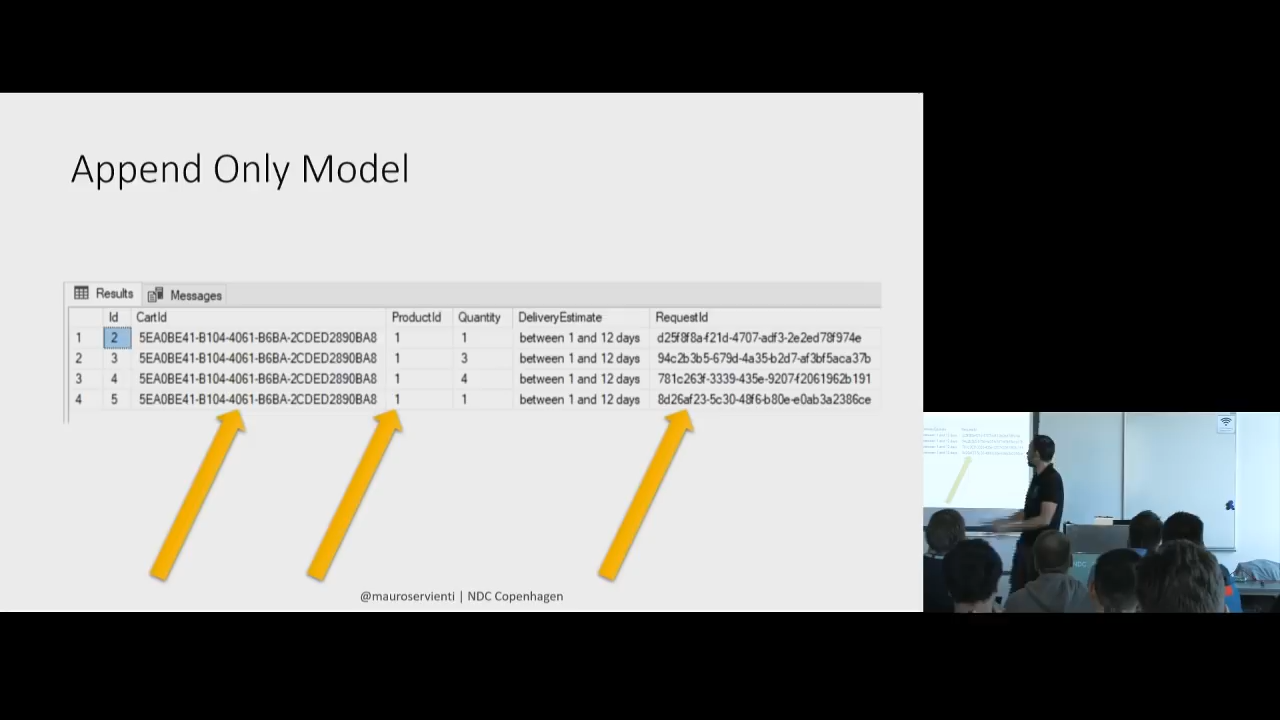 Append Only Model
Results Messages
Id CartId ProductId Quantity DeliveryEstimate RequestId
1 2 5EA0BE41-B104-4061-B6BA-2CDED2890BA8 1 1 between 1 and 12 days d25f8f8a-f21d-4707-adf3-2e2ed78f974e
2 3 5EA0BE41-B104-4061-B6BA-2CDED2890BA8 1 3 between 1 and 12 days 94c2b3b5-679d-4a35-b2d7-af3bf5aca37b
3 4 5EA0BE41-B104-4061-B6BA-2CDED2890BA8 1 4 between 1 and 12 days 781c263f-3339-435e-9207-f2061962b191
4 5 5EA0BE41-B104-4061-B6BA-2CDED2890BA8 1 1 between 1 and 12 days 8d26af23-5c30-48f6-b80e-e0ab3a2386ce
@mauroservienti | NDC Copenhagen
NDC